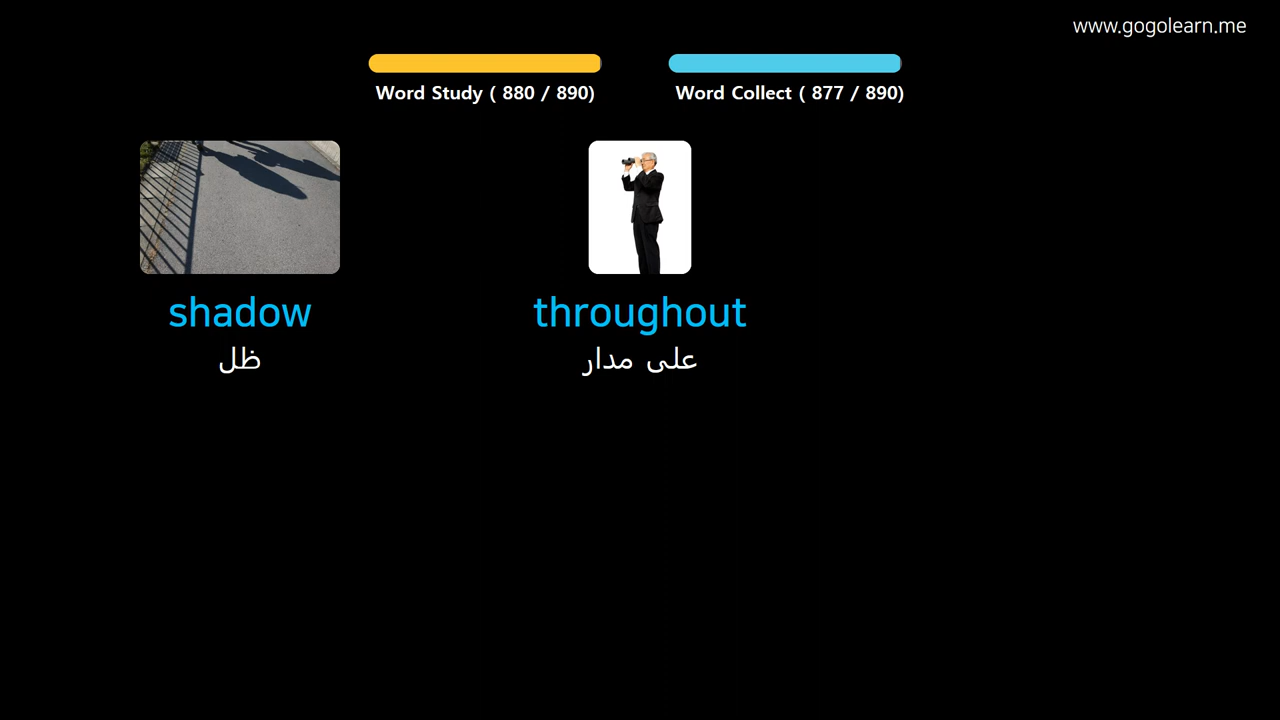 www.gogolearn.me
Word Study ( 880 / 890)
Word Collect ( 877 / 890)
shadow
ظل
throughout
على مدار